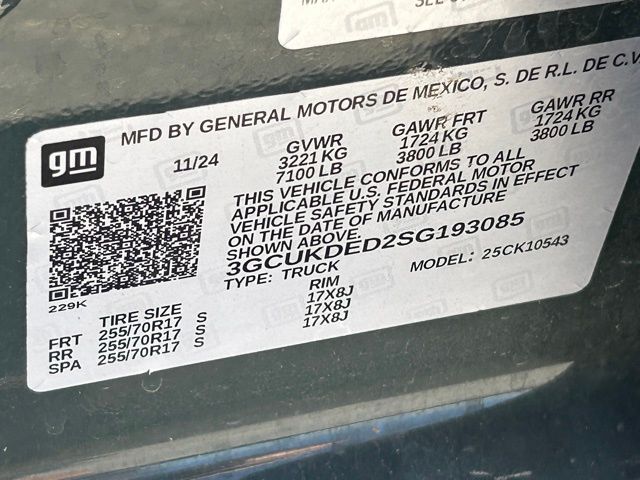 gm
gm
MFD BY GENERAL MOTORS DE MEXICO, S. DE R.L. DE C.V.
11/24
GVWR GAWR FRT GAWR RR
3221 KG 1724 KG 1724 KG
7100 LB 3800 LB 3800 LB
THIS VEHICLE CONFORMS TO ALL
APPLICABLE U.S. FEDERAL MOTOR
VEHICLE SAFETY STANDARDS IN EFFECT
ON THE DATE OF MANUFACTURE
SHOWN ABOVE.
3GCUKDED2SG193085
TYPE: TRUCK MODEL: 25CK10543
229K
TIRE SIZE RIM
FRT 255/70R17 S 17X8J
RR 255/70R17 S 17X8J
SPA 255/70R17 S 17X8J